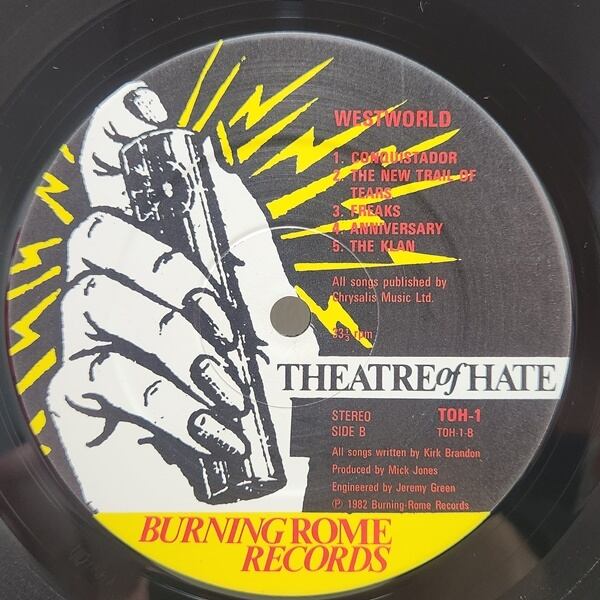 WESTWORLD
1. CONQUISTADOR
2. THE NEW TRAIL OF
TEARS
3. FREAKS
4. ANNIVERSARY
5. THE KLAN
All songs published by
Chrysalis Music Ltd.
33⅓ rpm
THEATRE of HATE
STEREO TOH-1
SIDE B TOH-1-B
All songs written by Kirk Brandon
Produced by Mick Jones
Engineered by Jeremy Green
℗ 1982 Burning-Rome Records
BURNING ROME
RECORDS